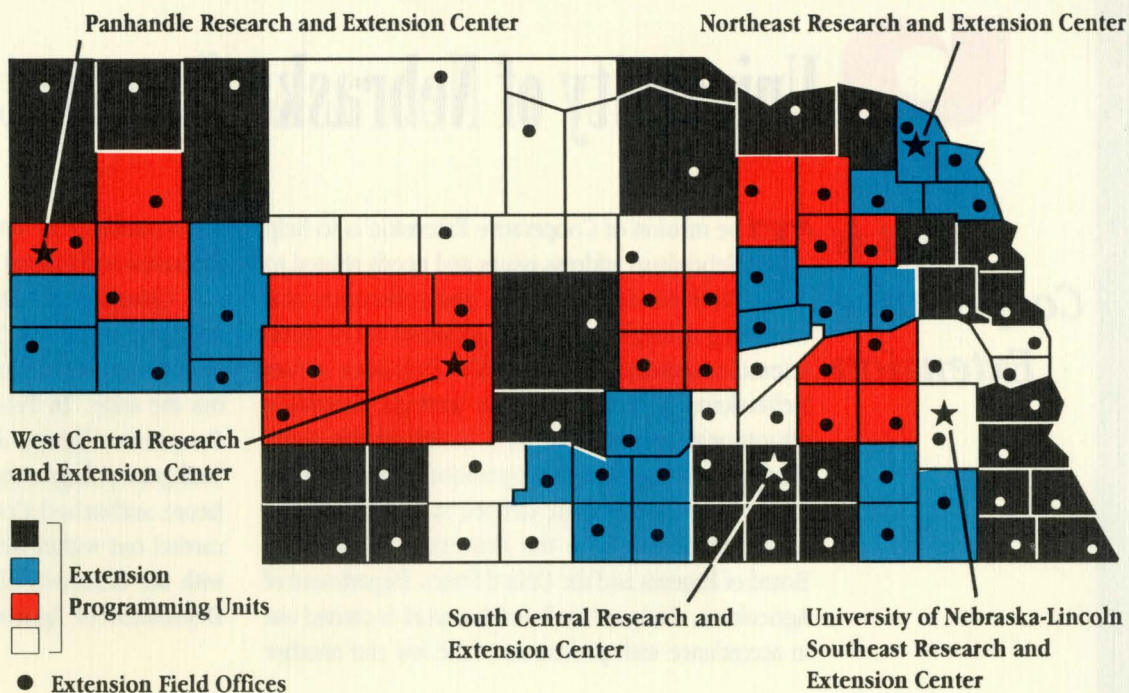 Panhandle Research and Extension Center
Northeast Research and Extension Center
West Central Research
and Extension Center
Extension
Programming Units
South Central Research and
Extension Center
University of Nebraska-Lincoln
Southeast Research and
Extension Center
Extension Field Offices